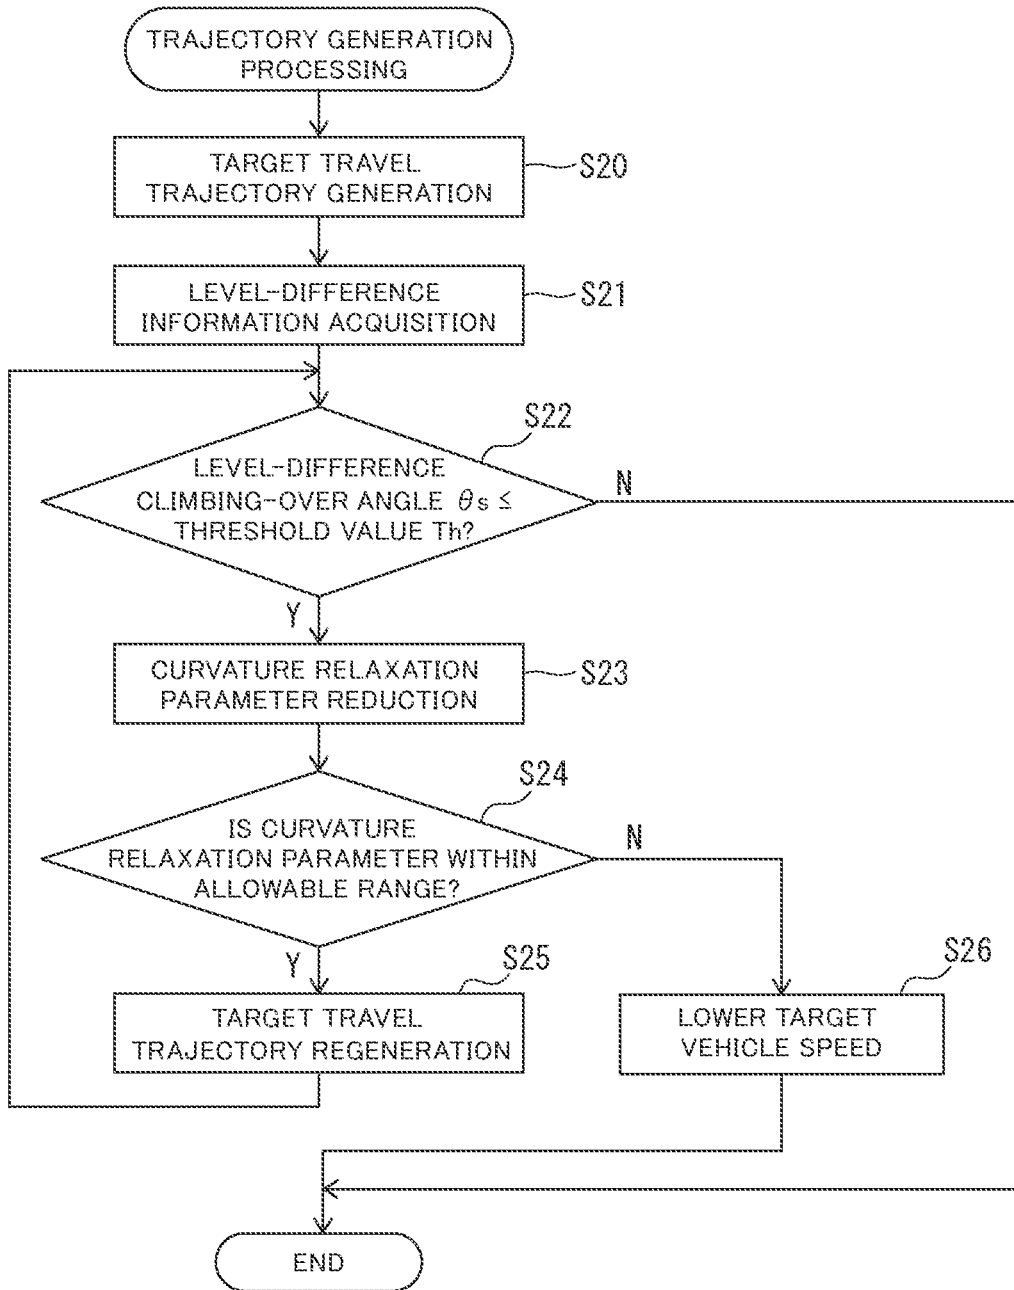 TRAJECTORY GENERATION
PROCESSING
TARGET TRAVEL
TRAJECTORY GENERATION
S20
LEVEL-DIFFERENCE
INFORMATION ACQUISITION
S21
S22
LEVEL-DIFFERENCE
CLIMBING-OVER ANGLE θs ≤
THRESHOLD VALUE Th?
N
Y
CURVATURE RELAXATION
PARAMETER REDUCTION
S23
S24
IS CURVATURE
RELAXATION PARAMETER WITHIN
ALLOWABLE RANGE?
N
Y
S25
TARGET TRAVEL
TRAJECTORY REGENERATION
S26
LOWER TARGET
VEHICLE SPEED
END